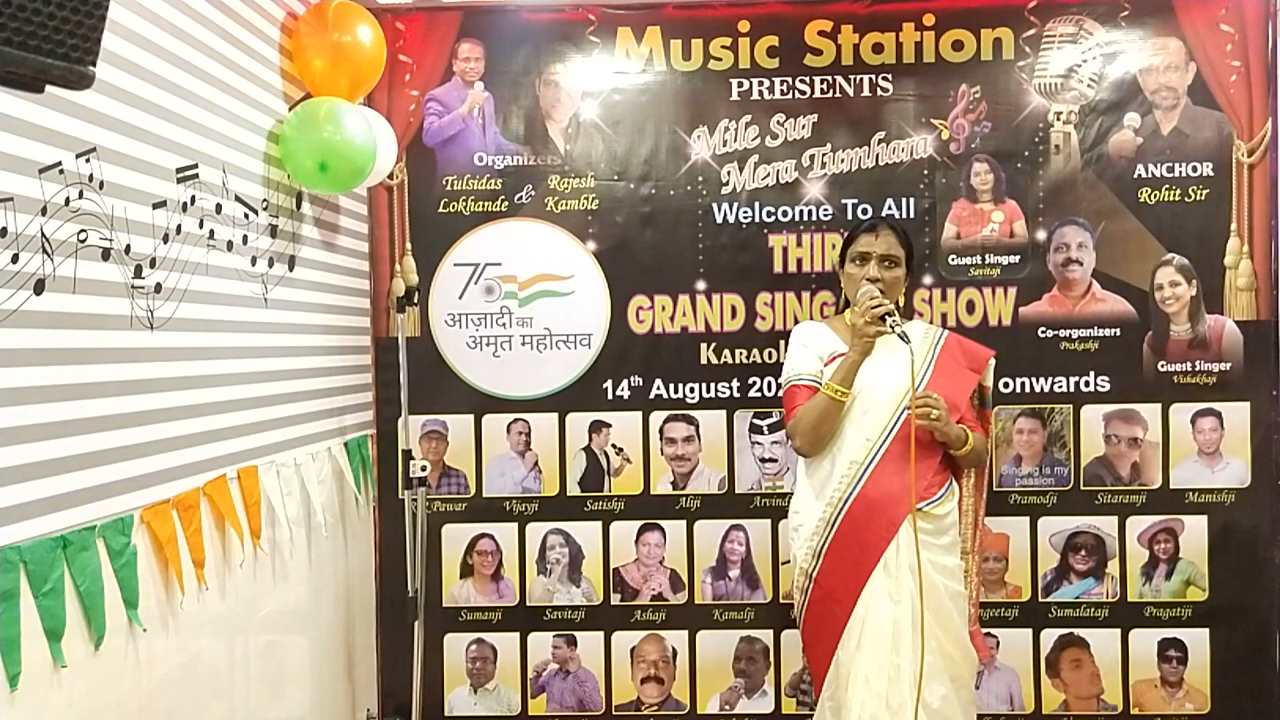 Music Station
PRESENTS
Mile Sur
Mera Tumhara
Organizers
Tulsidas
Lokhande
&
Rajesh
Kamble
ANCHOR
Rohit Sir
Welcome To All
Guest Singer
Savitaji
GRAND SHOW
Co-organizers
Prakashji
Guest Singer
Vishakhaji
75
आज़ादी का
अमृत महोत्सव
14th August
onwards
Pawar
Vijayji
Satishji
Aliji
Singing is my
passion
Pramodji
Sitaramji
Manishji
Sumanji
Savitaji
Ashaji
Kamalji
Sumalataji
Pragatiji